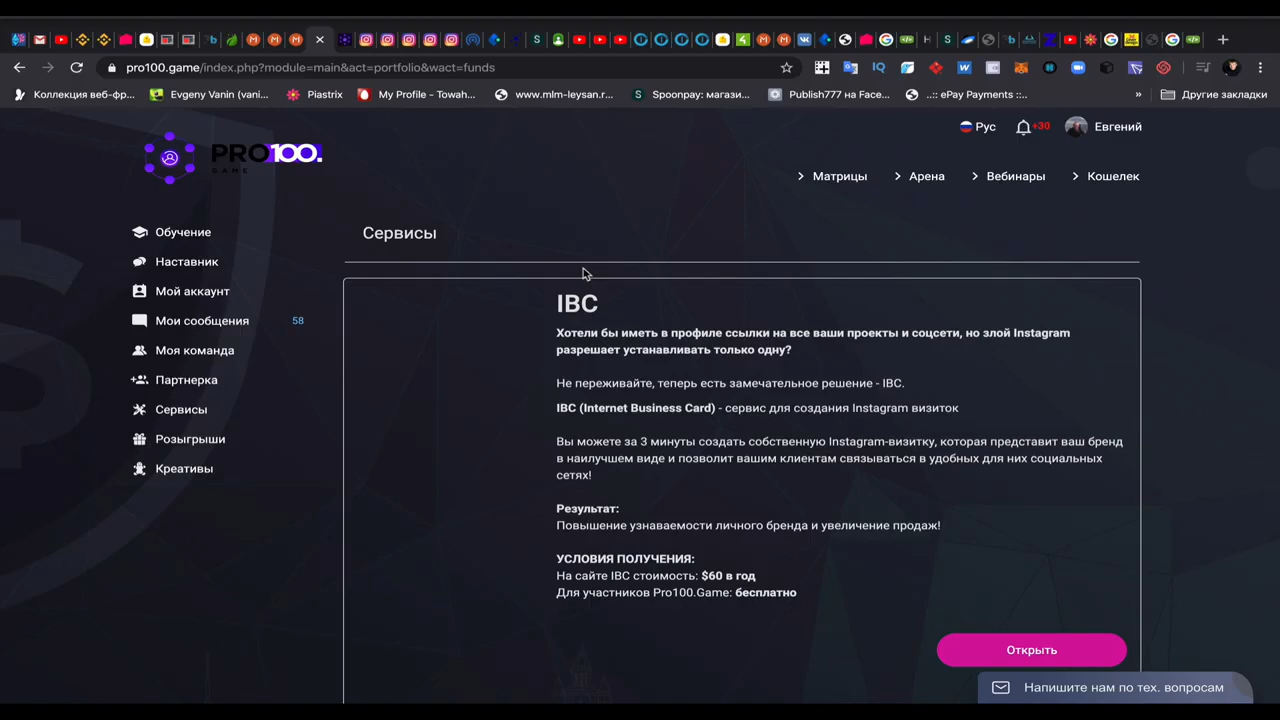 pro100.game/index.php?module=main&act=portfolio&wact=funds
Коллекция веб-фр...
Evgeny Vanin (vani...
Piastrix
My Profile - Towah...
www.mlm-leysan.r...
Spoonpay: магази...
Publish777 на Face...
..:: ePay Payments ::..
»
Другие закладки
Рус
+30
Евгений
PRO100.
GAME
Матрицы
Арена
Вебинары
Кошелек
Обучение
Наставник
Мой аккаунт
Мои сообщения 58
Моя команда
Партнерка
Сервисы
Розыгрыши
Креативы
Сервисы
IBC
Хотели бы иметь в профиле ссылки на все ваши проекты и соцсети, но злой Instagram
разрешает устанавливать только одну?
Не переживайте, теперь есть замечательное решение - IBC.
IBC (Internet Business Card) - сервис для создания Instagram визиток
Вы можете за 3 минуты создать собственную Instagram-визитку, которая представит ваш бренд
в наилучшем виде и позволит вашим клиентам связываться в удобных для них социальных
сетях!
Результат:
Повышение узнаваемости личного бренда и увеличение продаж!
УСЛОВИЯ ПОЛУЧЕНИЯ:
На сайте IBC стоимость: $60 в год
Для участников Pro100.Game: бесплатно
Открыть
Напишите нам по тех. вопросам